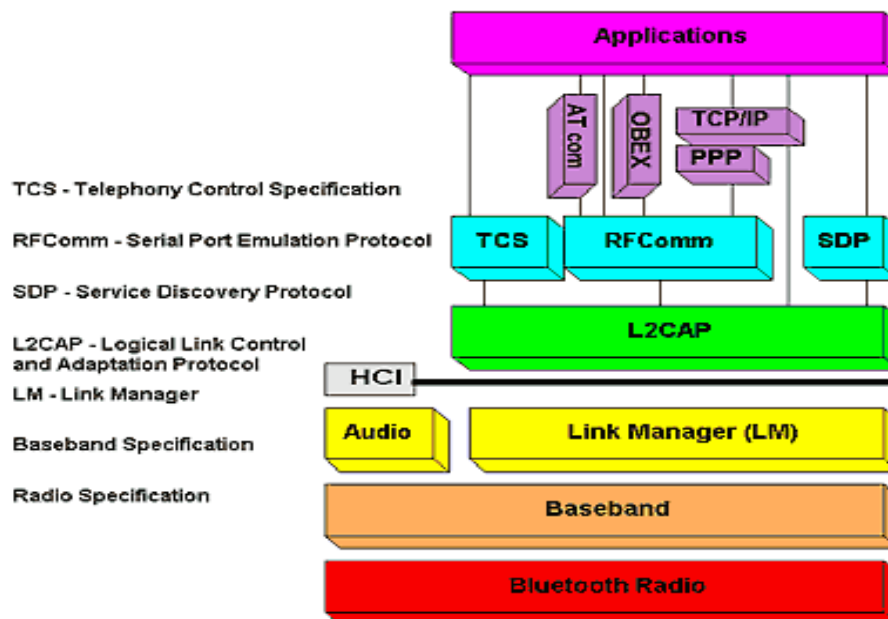 Applications
AT com
OBEX
TCP/IP
PPP
TCS - Telephony Control Specification
RFComm - Serial Port Emulation Protocol
TCS
RFComm
SDP
SDP - Service Discovery Protocol
L2CAP
L2CAP - Logical Link Control
and Adaptation Protocol
HCI
LM - Link Manager
Audio
Link Manager (LM)
Baseband Specification
Radio Specification
Baseband
Bluetooth Radio